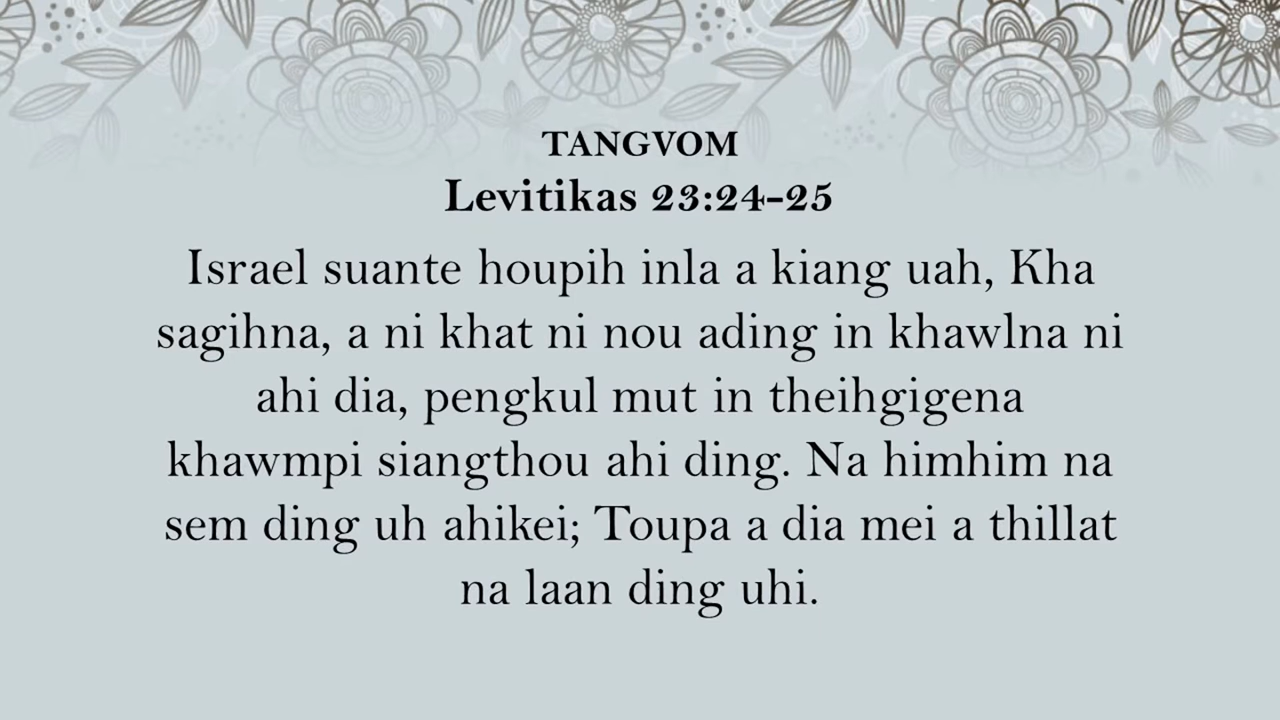 TANGVOM
Levitikas 23:24-25
Israel suante houpih inla a kiang uah, Kha
sagihna, a ni khat ni nou ading in khawlna ni
ahi dia, pengkul mut in theihgigena
khawmpi siangthou ahi ding. Na himhim na
sem ding uh ahikei; Toupa a dia mei a thillat
na laan ding uhi.